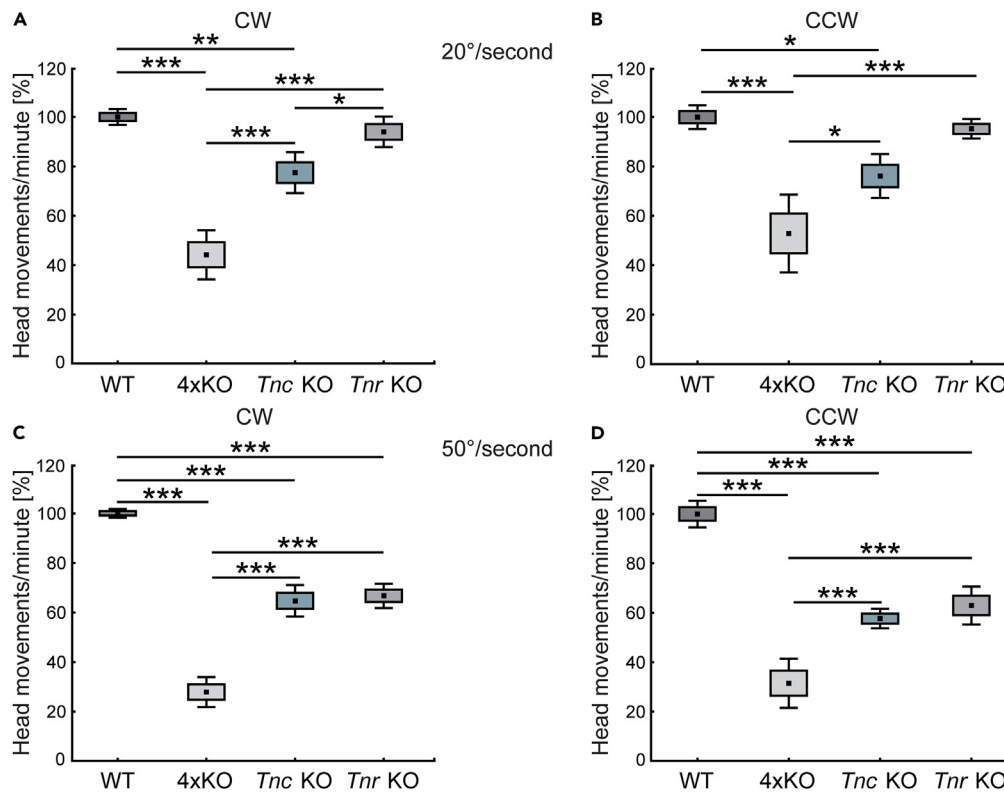 A
CW
**
***
***
*
***
Head movements/minute [%]
120
100
80
60
40
20
0
WT 4xKO Tnc KO Tnr KO
20°/second
B
CCW
*
***
***
*
Head movements/minute [%]
120
100
80
60
40
20
0
WT 4xKO Tnc KO Tnr KO
C
CW
***
***
***
***
***
Head movements/minute [%]
120
100
80
60
40
20
0
WT 4xKO Tnc KO Tnr KO
50°/second
D
CCW
***
***
***
***
***
Head movements/minute [%]
120
100
80
60
40
20
0
WT 4xKO Tnc KO Tnr KO